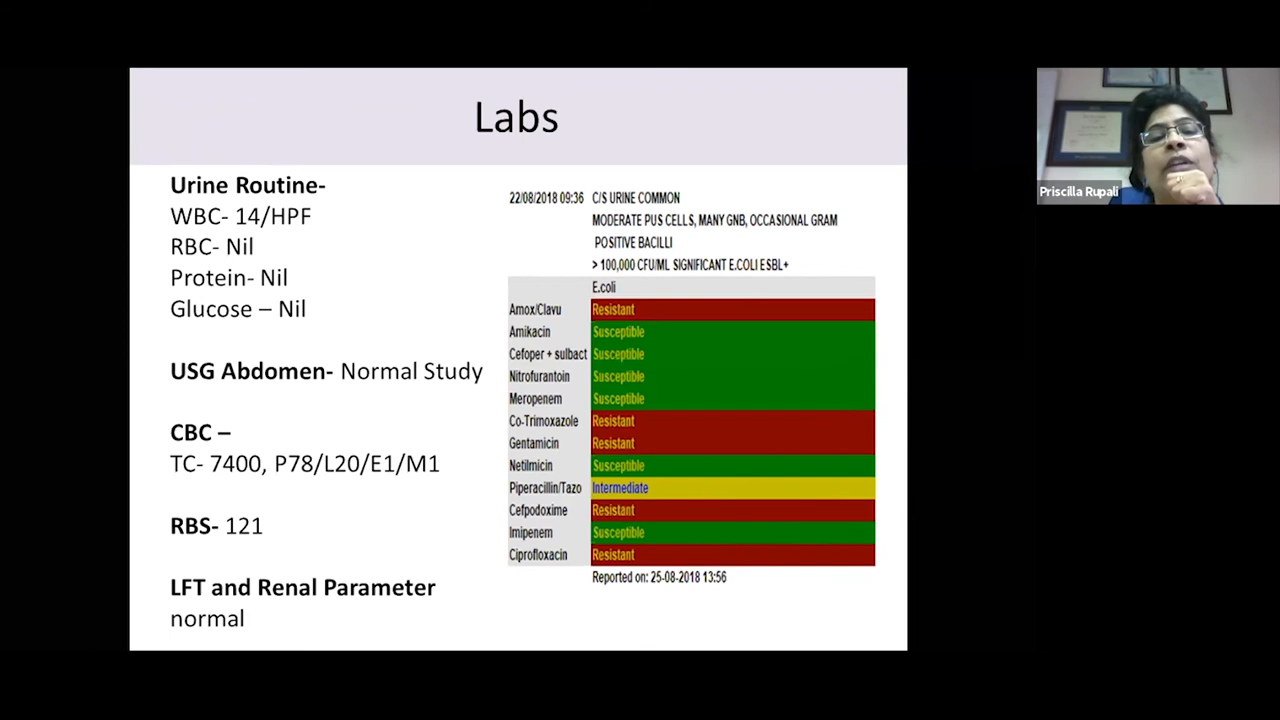 Labs
Urine Routine-
WBC- 14/HPF
RBC- Nil
Protein- Nil
Glucose – Nil
USG Abdomen- Normal Study
CBC –
TC- 7400, P78/L20/E1/M1
RBS- 121
LFT and Renal Parameter
normal
22/08/2018 09:36 C/S URINE COMMON
MODERATE PUS CELLS, MANY GNB, OCCASIONAL GRAM
POSITIVE BACILLI
> 100,000 CFU/ML SIGNIFICANT E.COLI ESBL+
E.coli
Amox/Clavu Resistant
Amikacin Susceptible
Cefoper + sulbact Susceptible
Nitrofurantoin Susceptible
Meropenem Susceptible
Co-Trimoxazole Resistant
Gentamicin Resistant
Netilmicin Susceptible
Piperacillin/Tazo Intermediate
Cefpodoxime Resistant
Imipenem Susceptible
Ciprofloxacin Resistant
Reported on: 25-08-2018 13:56
Priscilla Rupali